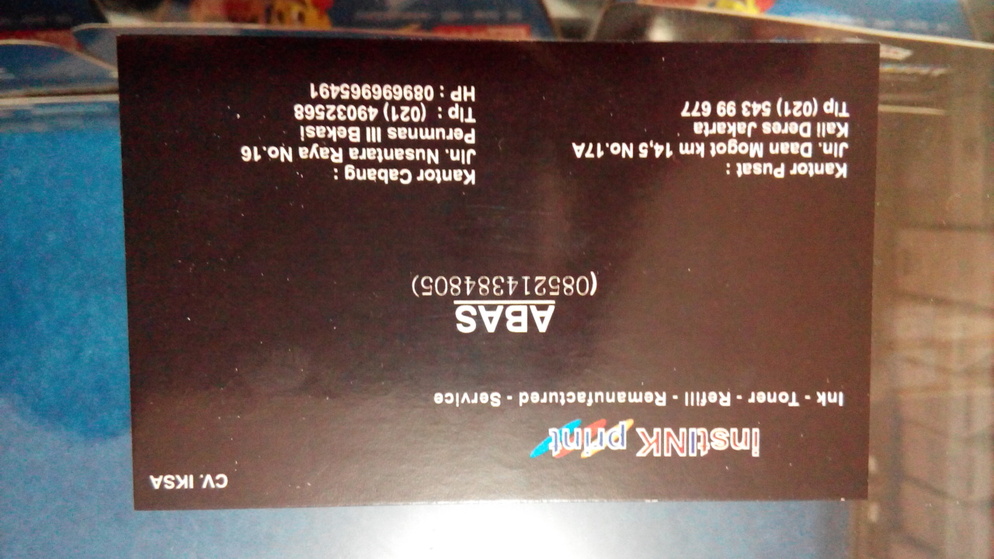 CV. IKSA
instINK print
Ink - Toner - Refill - Remanufactured - Service
ABAS
(085214384805)
Kantor Pusat :
Jln. Daan Mogot km 14,5 No.17A
Kali Deres Jakarta
Tlp (021) 543 99 677
Kantor Cabang :
Jln. Nusantara Raya No.16
Perumnas III Bekasi
Tlp : (021) 49032568
HP : 08969696549​1